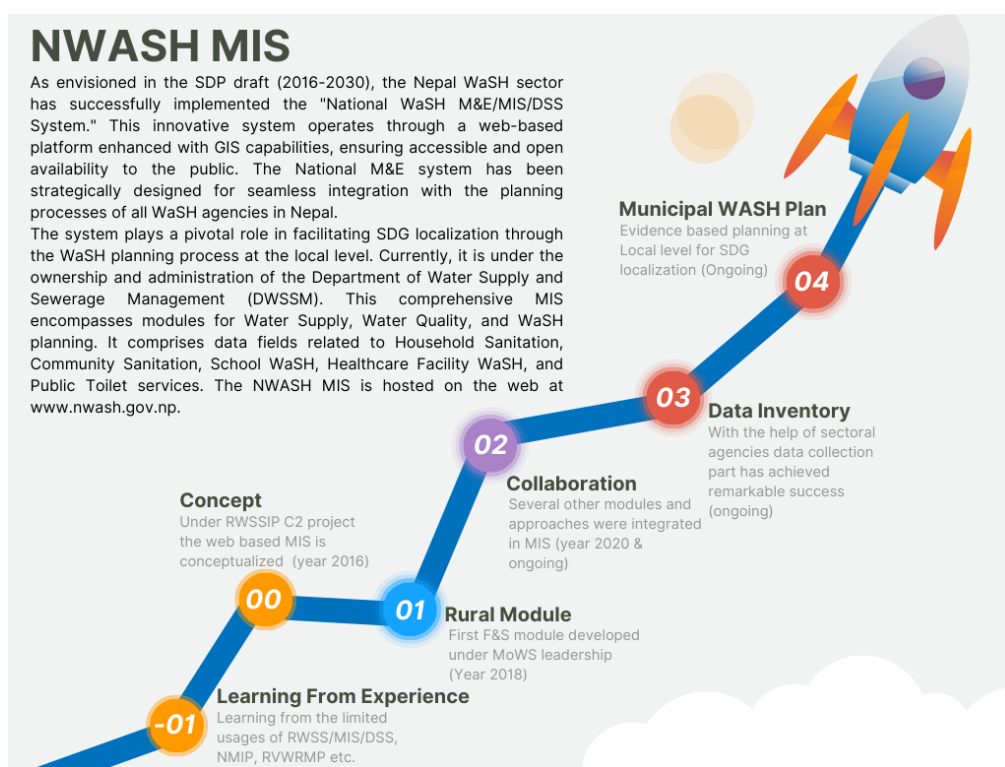 NWASH MIS
As envisioned in the SDP draft (2016-2030), the Nepal WaSH sector
has successfully implemented the "National WaSH M&E/MIS/DSS
System." This innovative system operates through a web-based
platform enhanced with GIS capabilities, ensuring accessible and open
availability to the public. The National M&E system has been
strategically designed for seamless integration with the planning
processes of all WaSH agencies in Nepal.
The system plays a pivotal role in facilitating SDG localization through
the WaSH planning process at the local level. Currently, it is under the
ownership and administration of the Department of Water Supply and
Sewerage Management (DWSSM). This comprehensive MIS
encompasses modules for Water Supply, Water Quality, and WaSH
planning. It comprises data fields related to Household Sanitation,
Community Sanitation, School WaSH, Healthcare Facility WaSH, and
Public Toilet services. The NWASH MIS is hosted on the web at
www.nwash.gov.np.
Municipal WASH Plan
Evidence based planning at
Local level for SDG
localization (Ongoing)
04
03
Data Inventory
With the help of sectoral
agencies data collection
part has achieved
remarkable success
(ongoing)
02
Collaboration
Several other modules and
approaches were integrated
in MIS (year 2020 &
ongoing)
Concept
Under RWSSIP C2 project
the web based MIS is
conceptualized (year 2016)
00
01
Rural Module
First F&S module developed
under MoWS leadership
(Year 2018)
-01
Learning From Experience
Learning from the limited
usages of RWSS/MIS/DSS,
NMIP, RVWRMP etc.